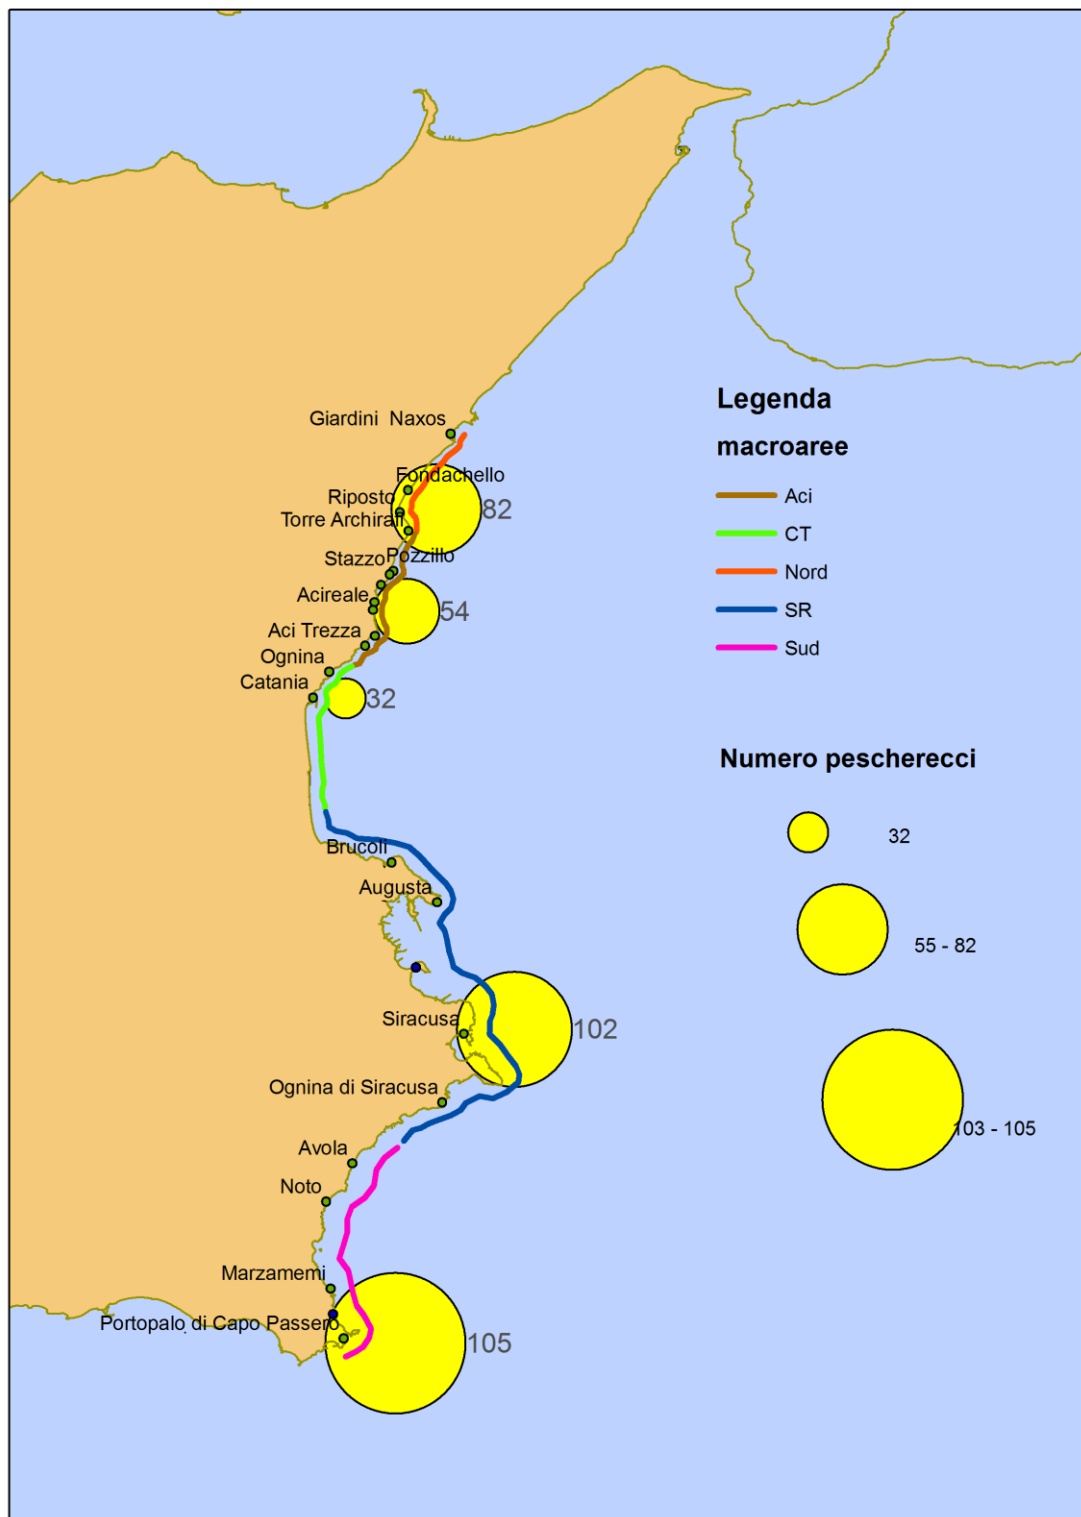 Giardini  Naxos
Fondachello
Riposto
82
Torre Archirafi
Pozzillo
Stazzo
Acireale
54
Aci Trezza
Ognina
Catania
32
Brucoli
Augusta
Siracusa
102
Ognina di Siracusa
Avola
Noto
Marzamemi
Portopalo di Capo Passero
105
Legenda
macroaree
Aci
CT
Nord
SR
Sud
Numero pescherecci
32
55 - 82
103 - 105